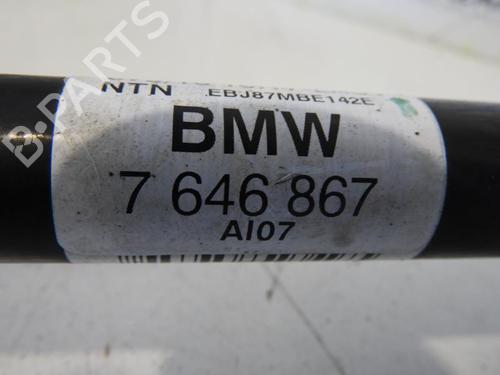 NTN EBJ87MBE142E
BMW
7 646 867
AI07
B-PARTS